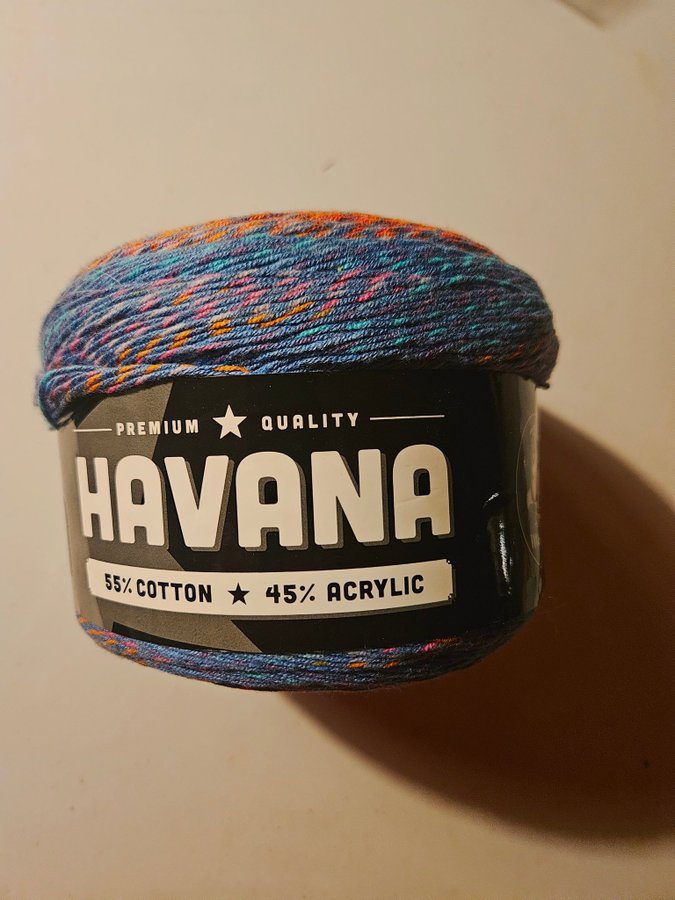 PREMIUM ★ QUALITY
HAVANA
55% COTTON ★ 45% ACRYLIC